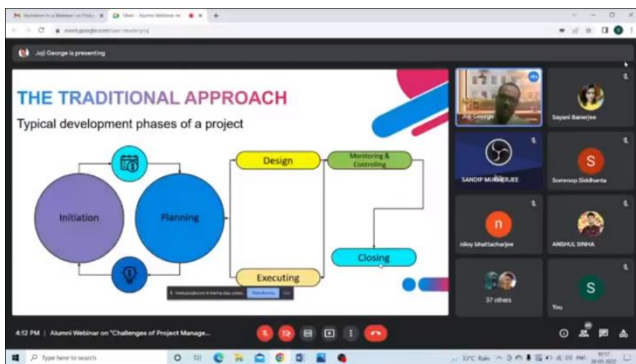 Joji George is presenting
THE TRADITIONAL APPROACH
Typical development phases of a project
Initiation
Planning
Design
Monitoring &
Controlling
Closing
Executing
Joji George
Sayani Banerjee
SANDIP MUKHERJEE
Somroop Siddhanta
niloy bhattacharjee
ANSHUL SINHA
37 others
You
n
S
S
4:12 PM | Alumni Webinar on "Challenges of Project Manage...
Type here to search
33°C Rain